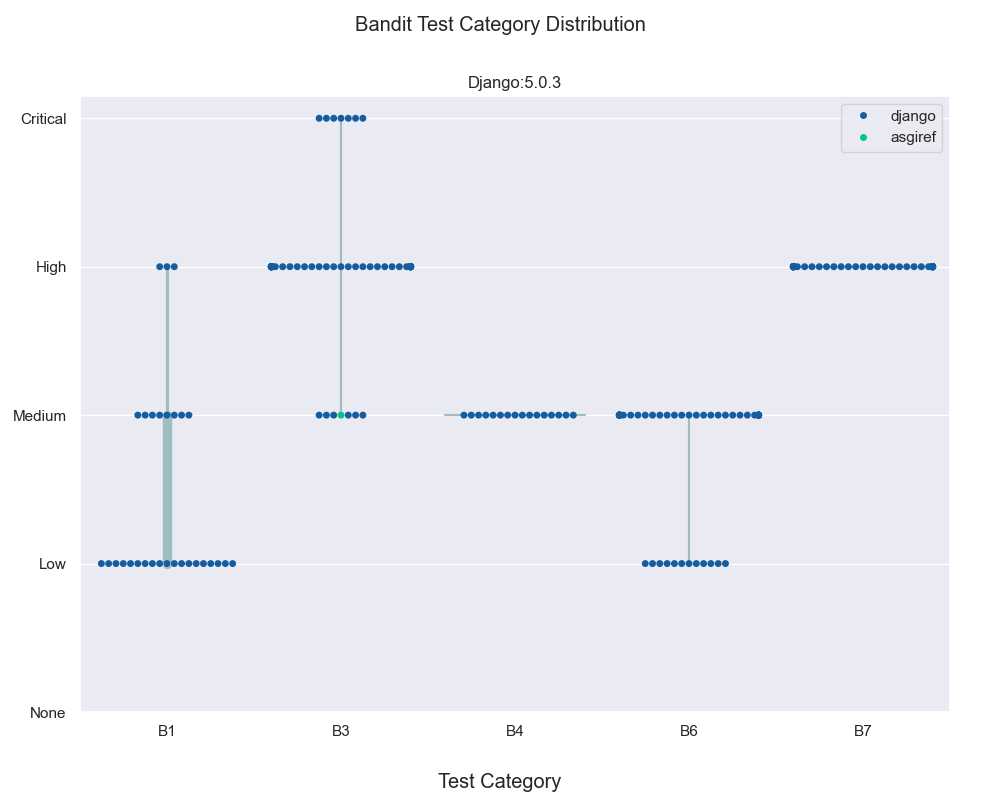 Bandit Test Category Distribution
Django:5.0.3
Critical
High
Medium
Low
None
django
asgiref
B1 B3 B4 B6 B7
Test Category